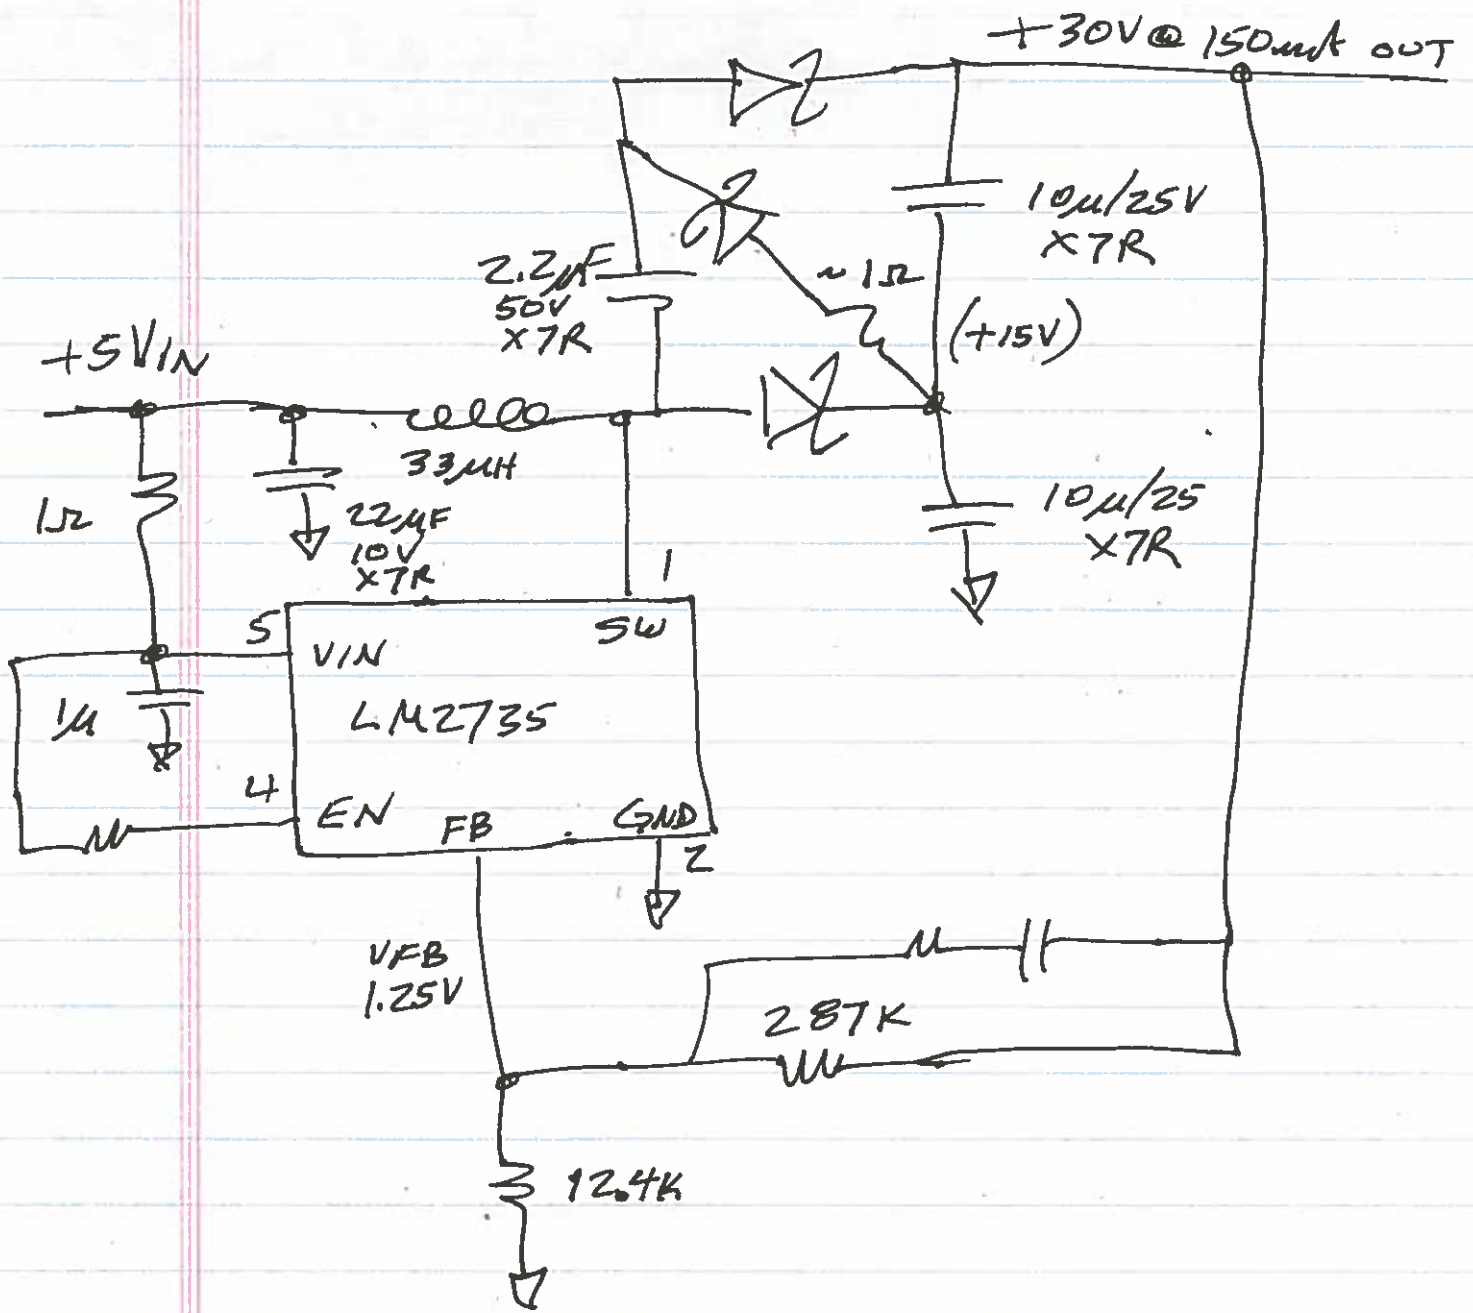 +30V@ 150mA OUT
10μ/25V
X7R
2.2μF
50V
X7R
~1Ω
(+15V)
+5VIN
33μH
1Ω
22μF
10V
X7R
10μ/25
X7R
5
1
VIN
SW
LM2735
1μ
4
EN
FB
GND
2
VFB
1.25V
287K
12.4K